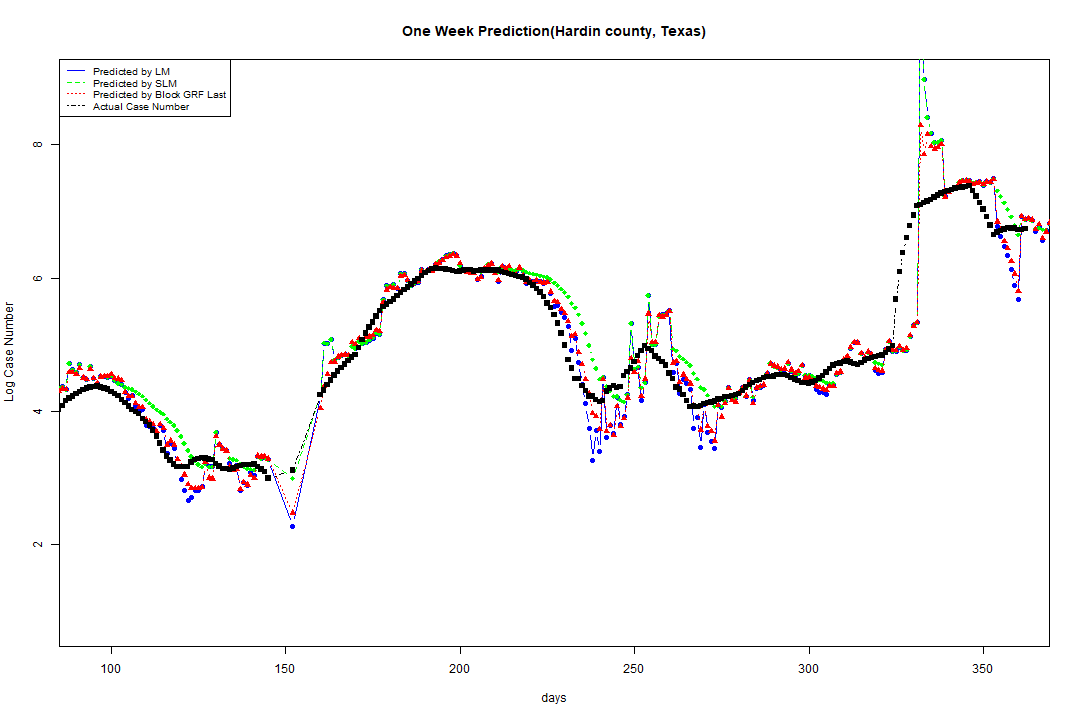 One Week Prediction(Hardin county, Texas)
Predicted by LM
Predicted by SLM
Predicted by Block GRF Last
Actual Case Number
8
6
4
2
Log Case Number
100 150 200 250 300 350
days